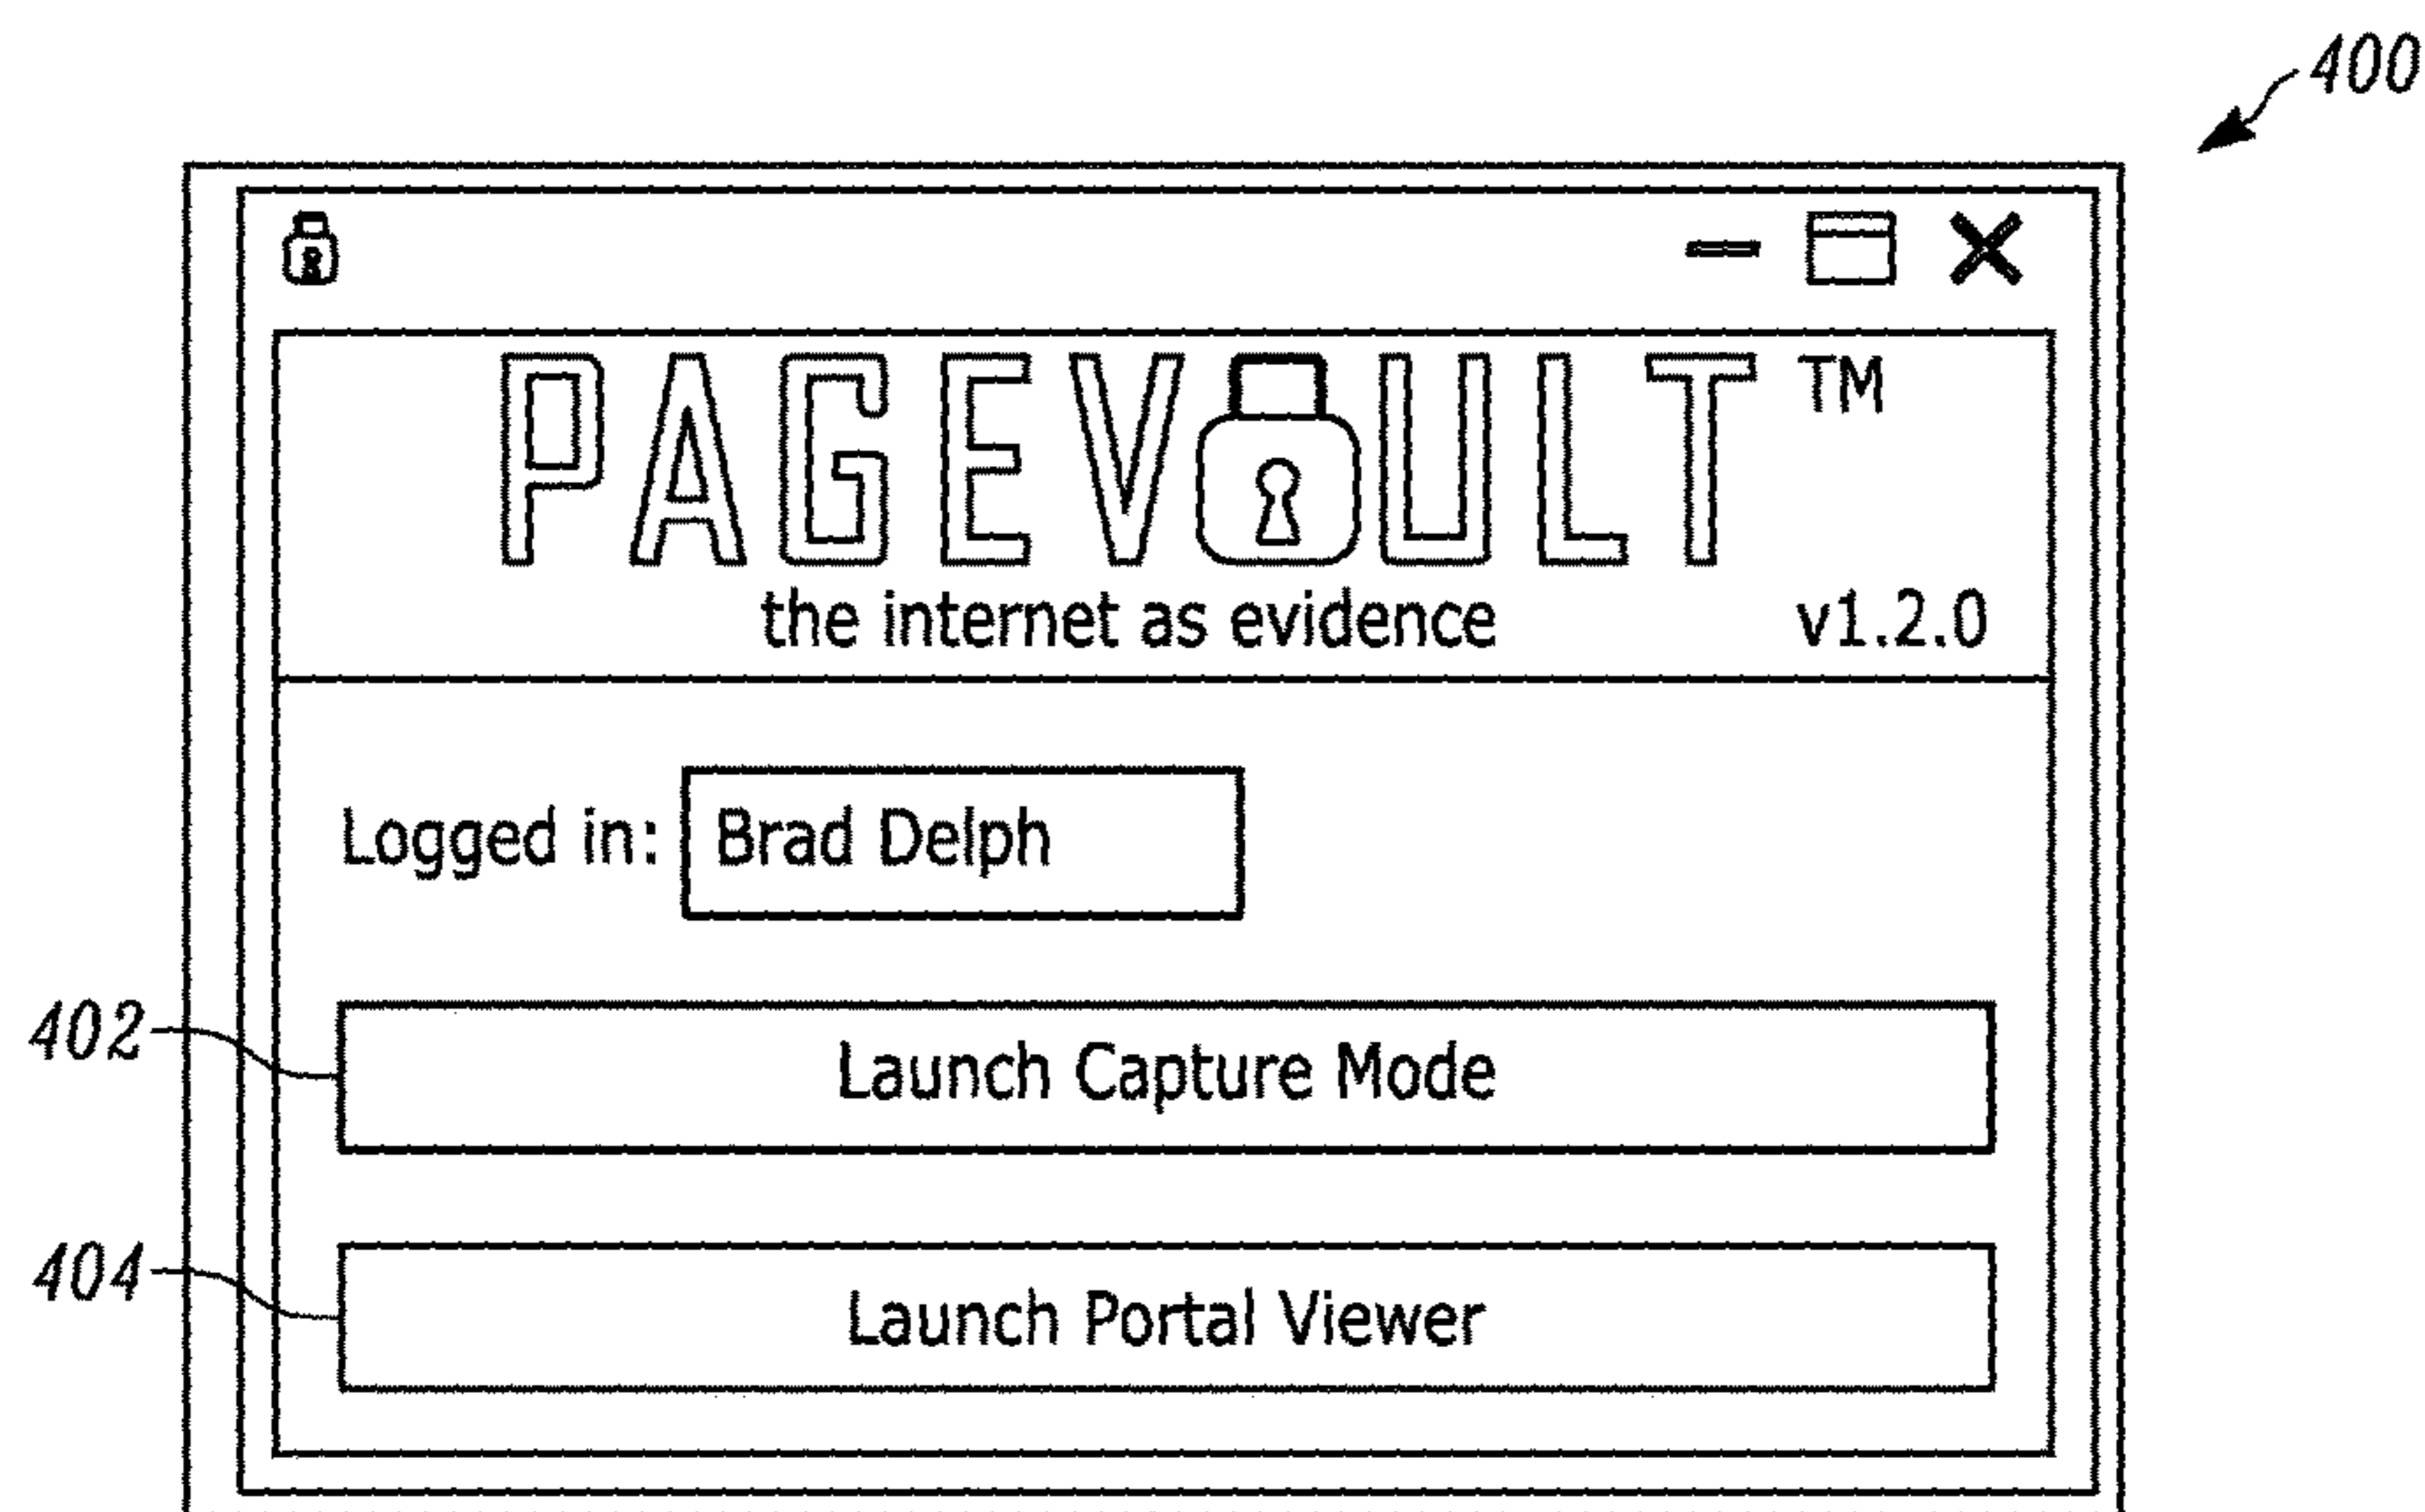 400
PAGEVAULT™
the internet as evidence v1.2.0
Logged in: Brad Delph
402
Launch Capture Mode
404
Launch Portal Viewer